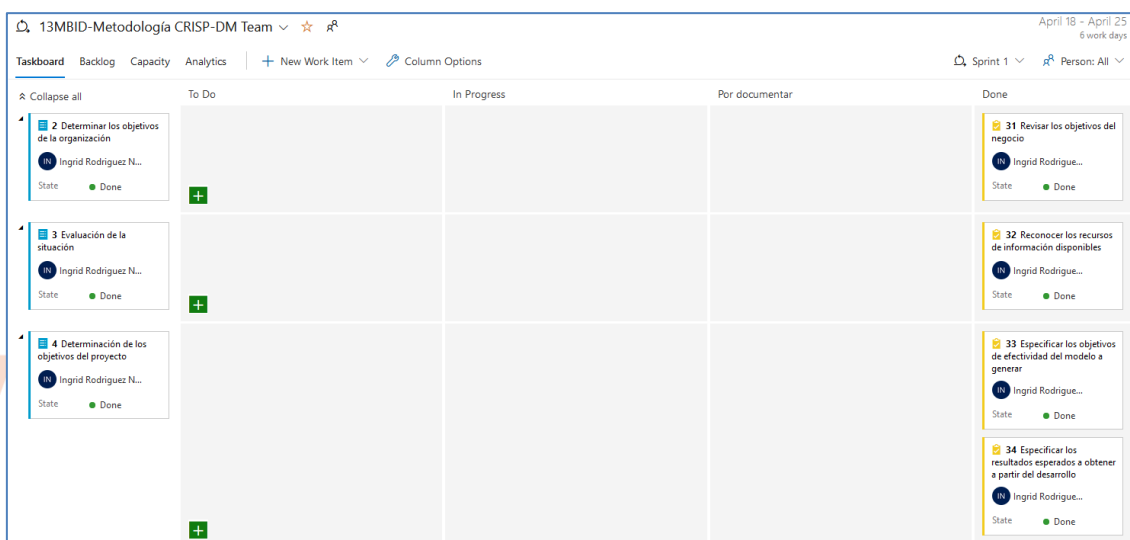 13MBID-Metodología CRISP-DM Team
April 18 - April 25
6 work days
Taskboard Backlog Capacity Analytics New Work Item Column Options Sprint 1 Person: All
Collapse all To Do In Progress Por documentar Done
2 Determinar los objetivos
de la organización
IN Ingrid Rodriguez N...
State Done
31 Revisar los objetivos del
negocio
IN Ingrid Rodrigue...
State Done
3 Evaluación de la
situación
IN Ingrid Rodriguez N...
State Done
32 Reconocer los recursos
de información disponibles
IN Ingrid Rodrigue...
State Done
4 Determinación de los
objetivos del proyecto
IN Ingrid Rodriguez N...
State Done
33 Especificar los objetivos
de efectividad del modelo a
generar
IN Ingrid Rodrigue...
State Done
34 Especificar los
resultados esperados a obtener
a partir del desarrollo
IN Ingrid Rodrigue...
State Done